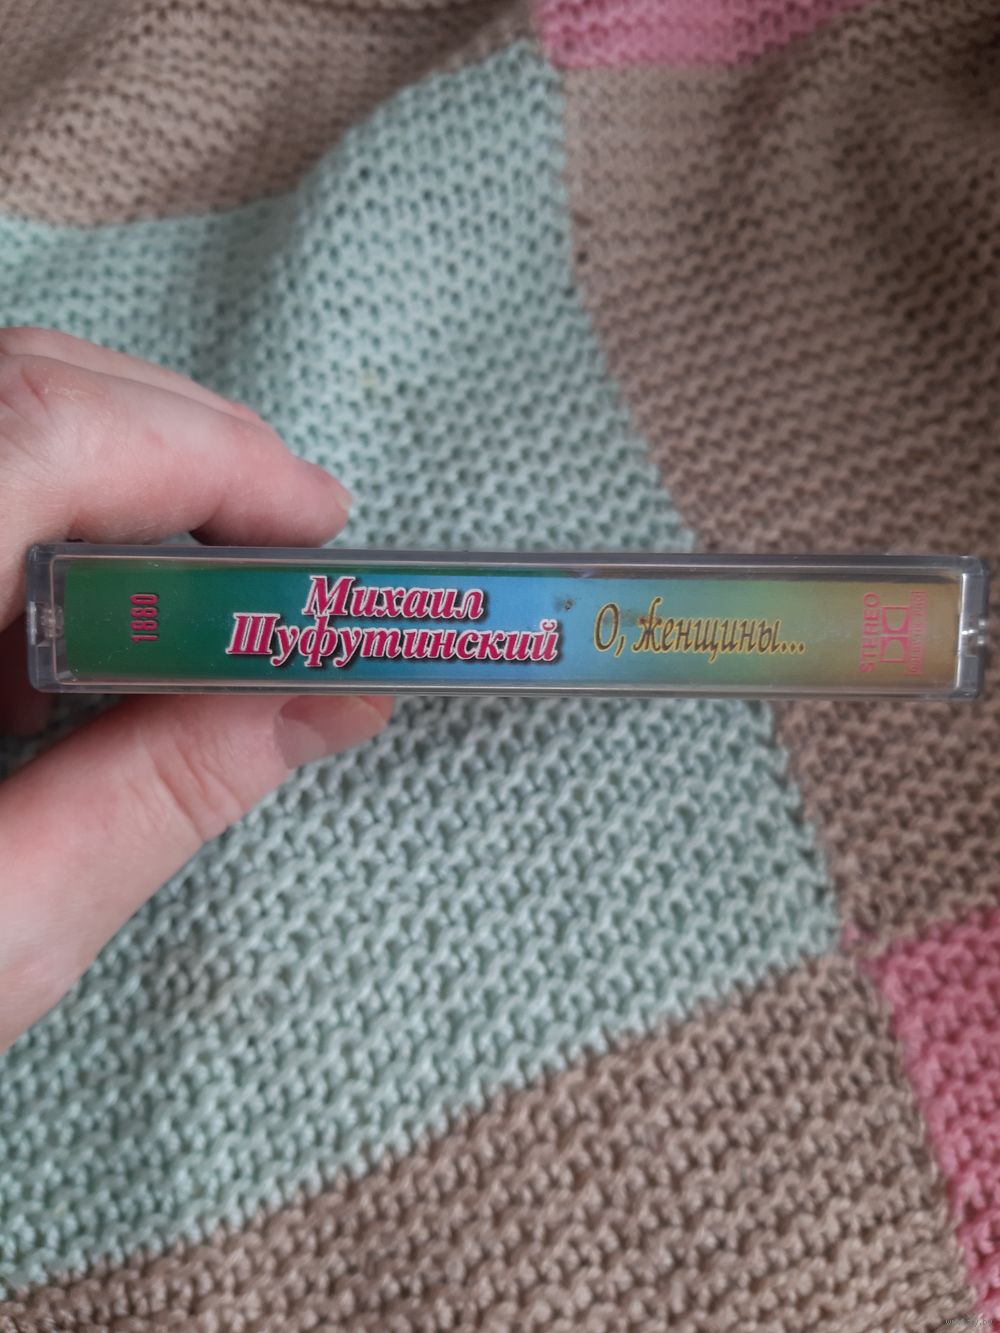 1880
Михаил
Шуфутинский
О, женщины...
STEREO